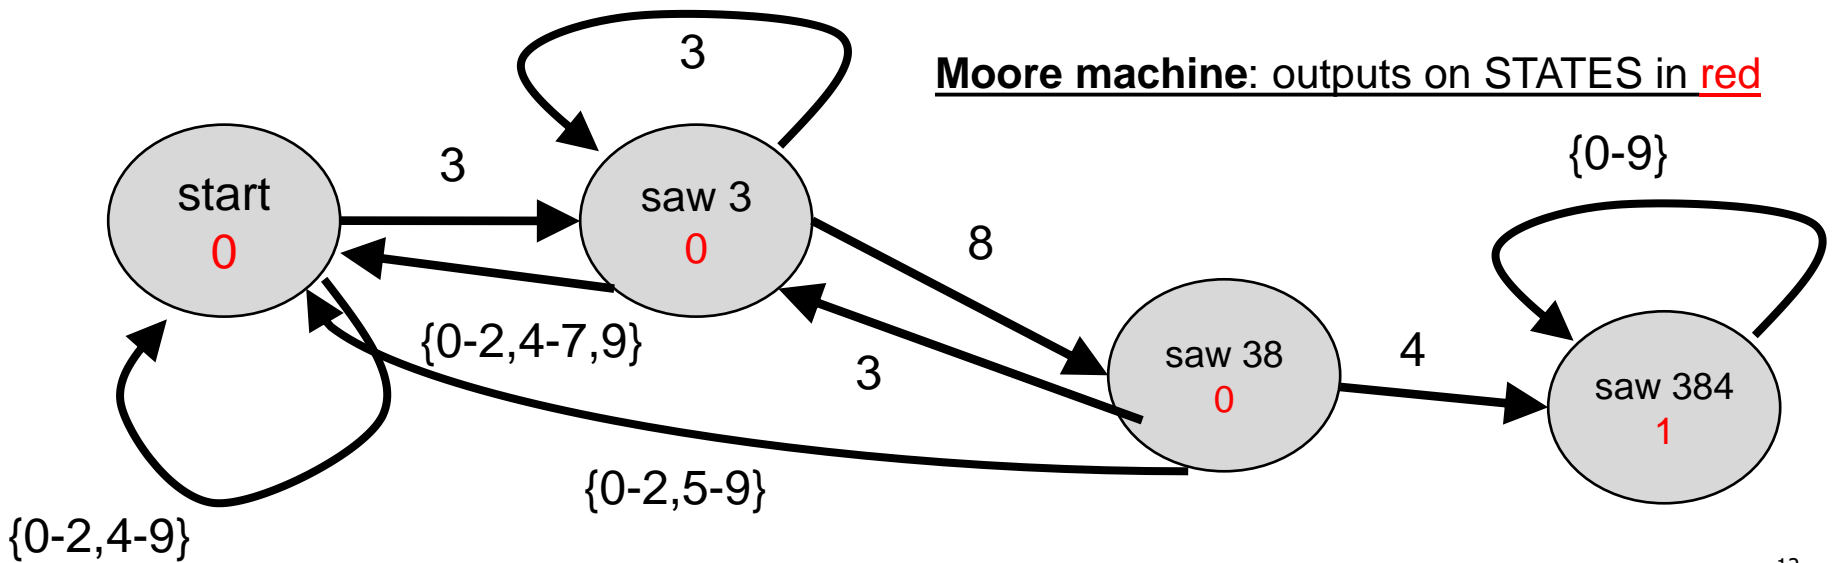 3
Moore machine: outputs on STATES in red
3
{0-9}
start
0
saw 3
0
8
{0-2,4-7,9}
3
saw 38
0
4
saw 384
1
{0-2,5-9}
{0-2,4-9}